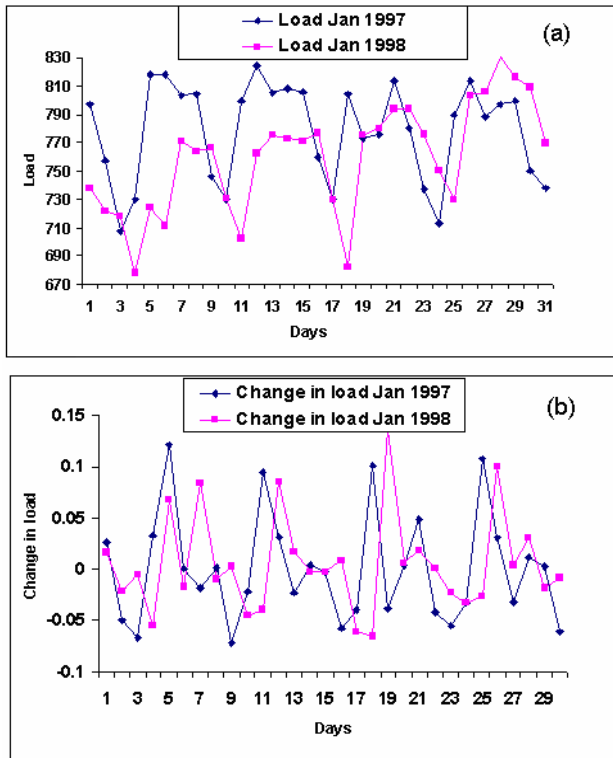 Load Jan 1997
Load Jan 1998
(a)
830
810
790
770
750
730
710
690
670
Load
1 3 5 7 9 11 13 15 17 19 21 23 25 27 29 31
Days
Change in load Jan 1997
Change in load Jan 1998
(b)
0.15
0.1
0.05
0
-0.05
-0.1
Change in load
1 3 5 7 9 11 13 15 17 19 21 23 25 27 29
Days